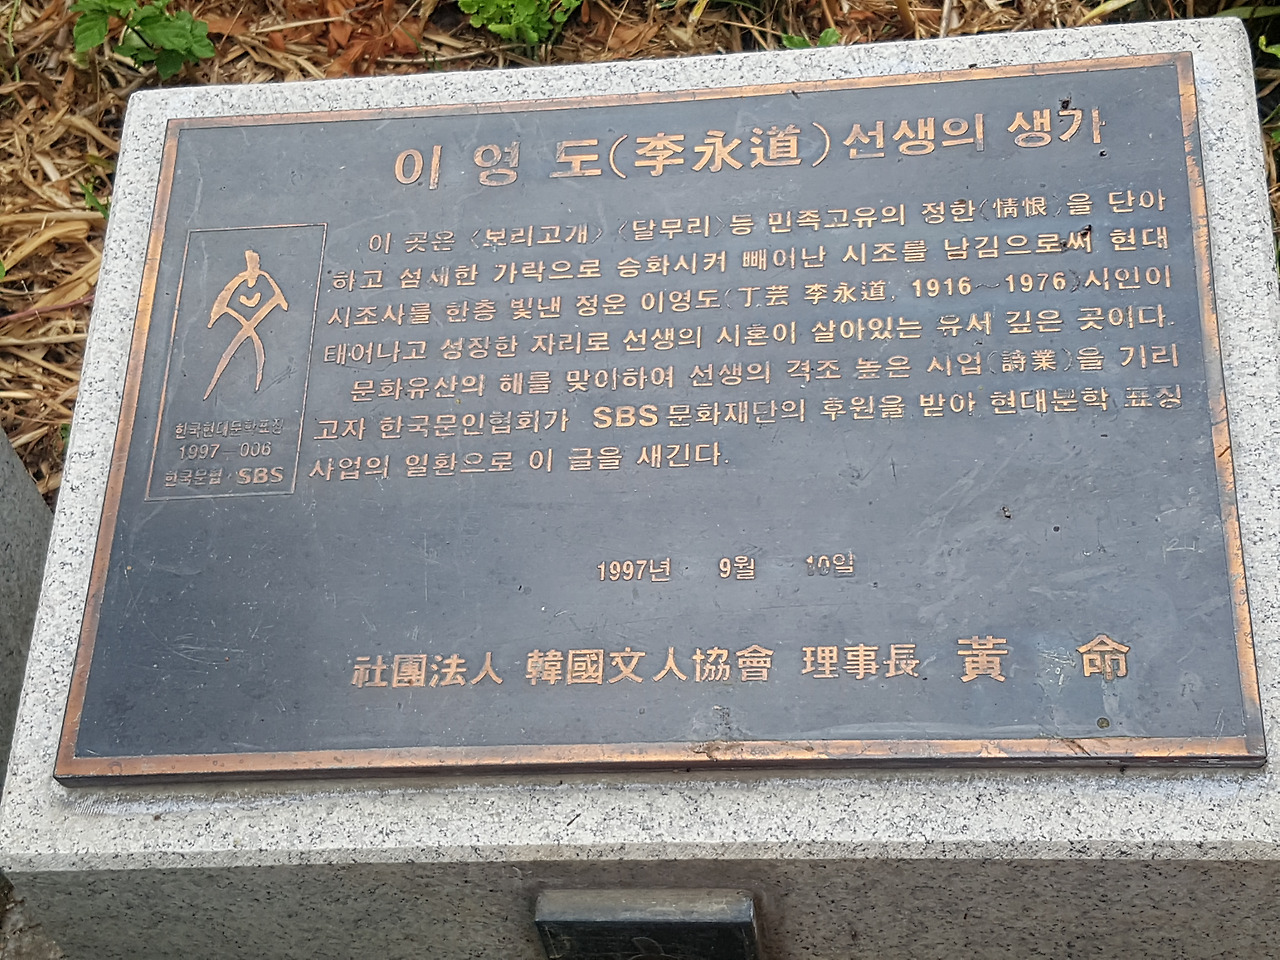 이영도(李永道)선생의 생가
이 곳은 〈보리고개〉〈달무리〉등 민족고유의 정한(情恨)을 단아
하고 섬세한 가락으로 승화시켜 빼어난 시조를 남김으로써 현대
시조사를 한층 빛낸 정운 이영도(丁芸 李永道, 1916~1976)시인이
태어나고 성장한 자리로 선생의 시혼이 살아있는 유서 깊은 곳이다.
문화유산의 해를 맞이하여 선생의 격조 높은 시업(詩業)을 기리
고자 한국문인협회가 SBS문화재단의 후원을 받아 현대문학 표징
사업의 일환으로 이 글을 새긴다.
한국현대문학표징
1997-006
한국문협·SBS
1997년 9월 10일
社團法人 韓國文人協會 理事長 黃 命